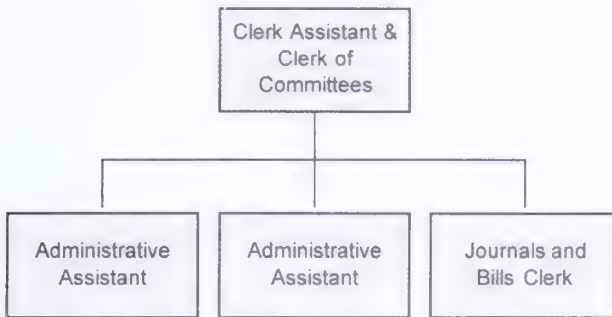 Clerk Assistant &
Clerk of
Committees
Administrative
Assistant
Administrative
Assistant
Journals and
Bills Clerk